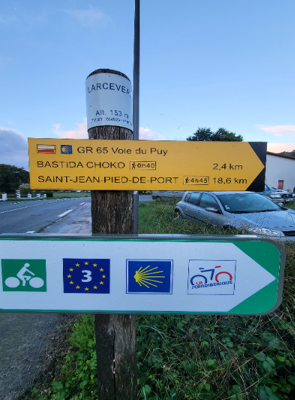 LARCEVEAU
Alt. 153 m
GR 65 Voie du Puy
BASTIDA CHOKO 0h40 2,4 km
SAINT-JEAN-PIED-DE-PORT 4h45 18,6 km
3